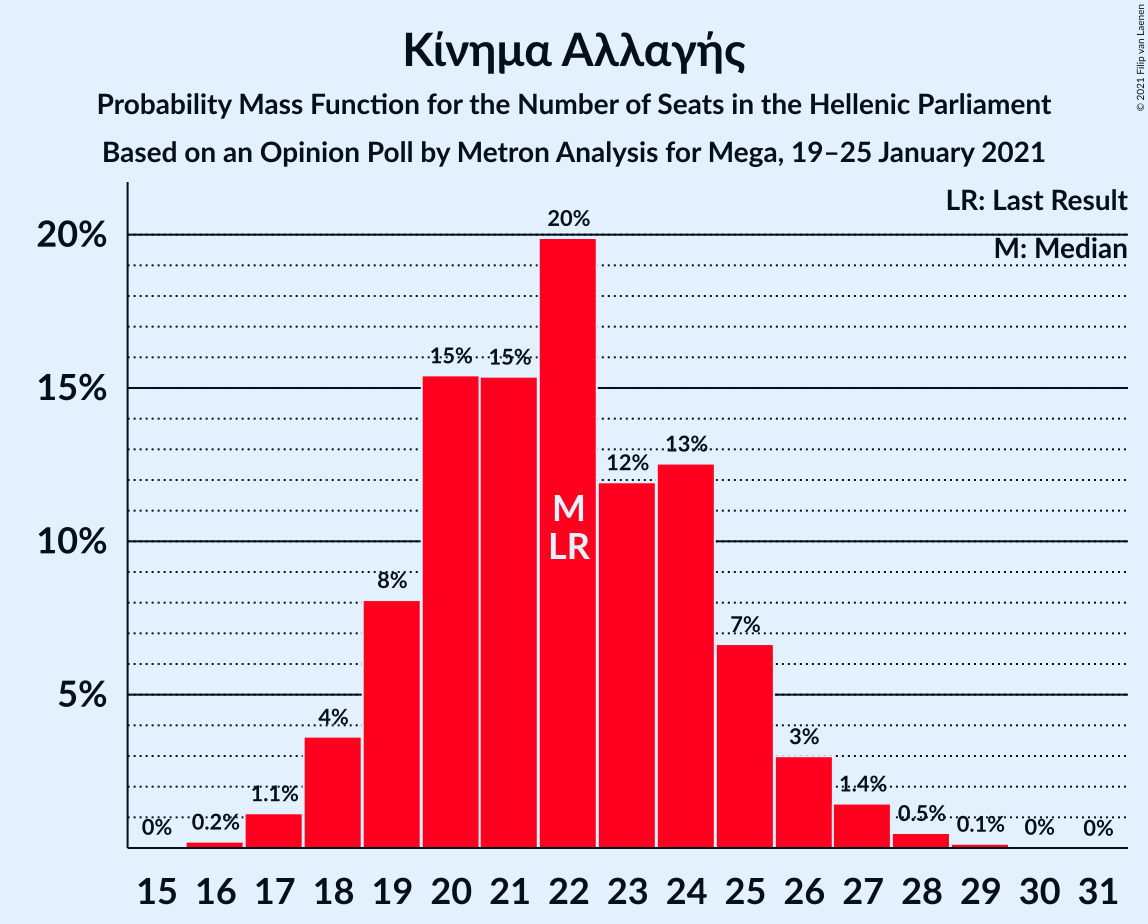 Κίνημα Αλλαγής
Probability Mass Function for the Number of Seats in the Hellenic Parliament
Based on an Opinion Poll by Metron Analysis for Mega, 19–25 January 2021
© 2021 Filip van Laenen
LR: Last Result
M: Median
20%
15%
10%
5%
0%
0.2%
1.1%
4%
8%
15%
15%
20%
12%
13%
7%
3%
1.4%
0.5%
0.1%
0%
0%
M
LR
15 16 17 18 19 20 21 22 23 24 25 26 27 28 29 30 31